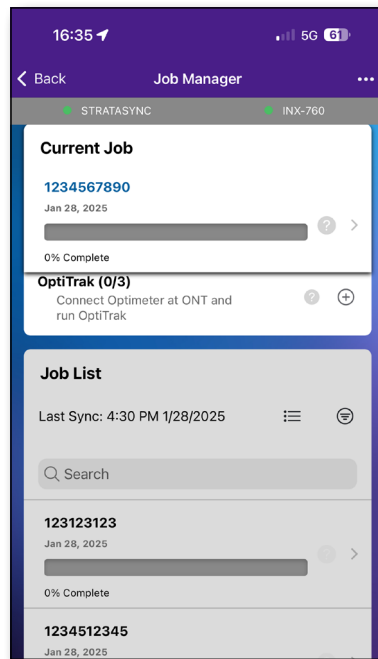 16:35
5G 61
Back
Job Manager
STRATASYNC
INX-760
Current Job
1234567890
Jan 28, 2025
?
0% Complete
OptiTrak (0/3)
Connect Optimeter at ONT and
run OptiTrak
?
Job List
Last Sync: 4:30 PM 1/28/2025
Search
123123123
Jan 28, 2025
?
0% Complete
1234512345
Jan 28, 2025